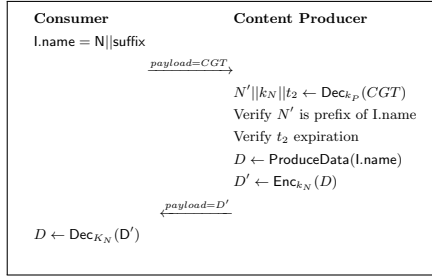 Consumer Content Producer
I.name = N||suffix
payload=CGT
N′||k_N||t_2 ← Dec_{k_P}(CGT)
Verify N′ is prefix of I.name
Verify t_2 expiration
D ← ProduceData(I.name)
D′ ← Enc_{k_N}(D)
payload=D′
D ← Dec_{K_N}(D′)